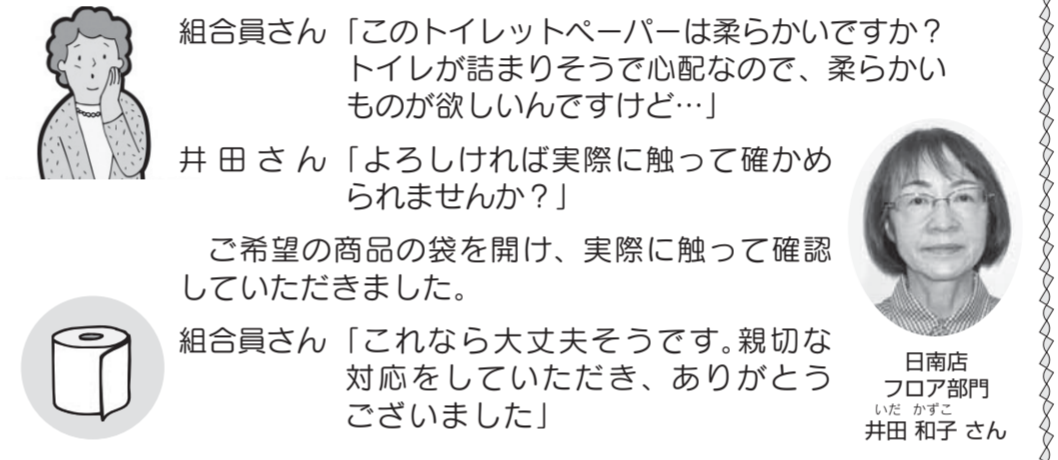 組合員さん「このトイレットペーパーは柔らかいですか？
トイレが詰まりそうで心配なので、柔らかい
ものが欲しいんですけど…」
井田さん「よろしければ実際に触って確かめ
られませんか？」
ご希望の商品の袋を開け、実際に触って確認
していただきました。
組合員さん「これなら大丈夫そうです。親切な
対応をしていただき、ありがとう
ございました」
日南店
フロア部門
いだ かずこ
井田 和子 さん